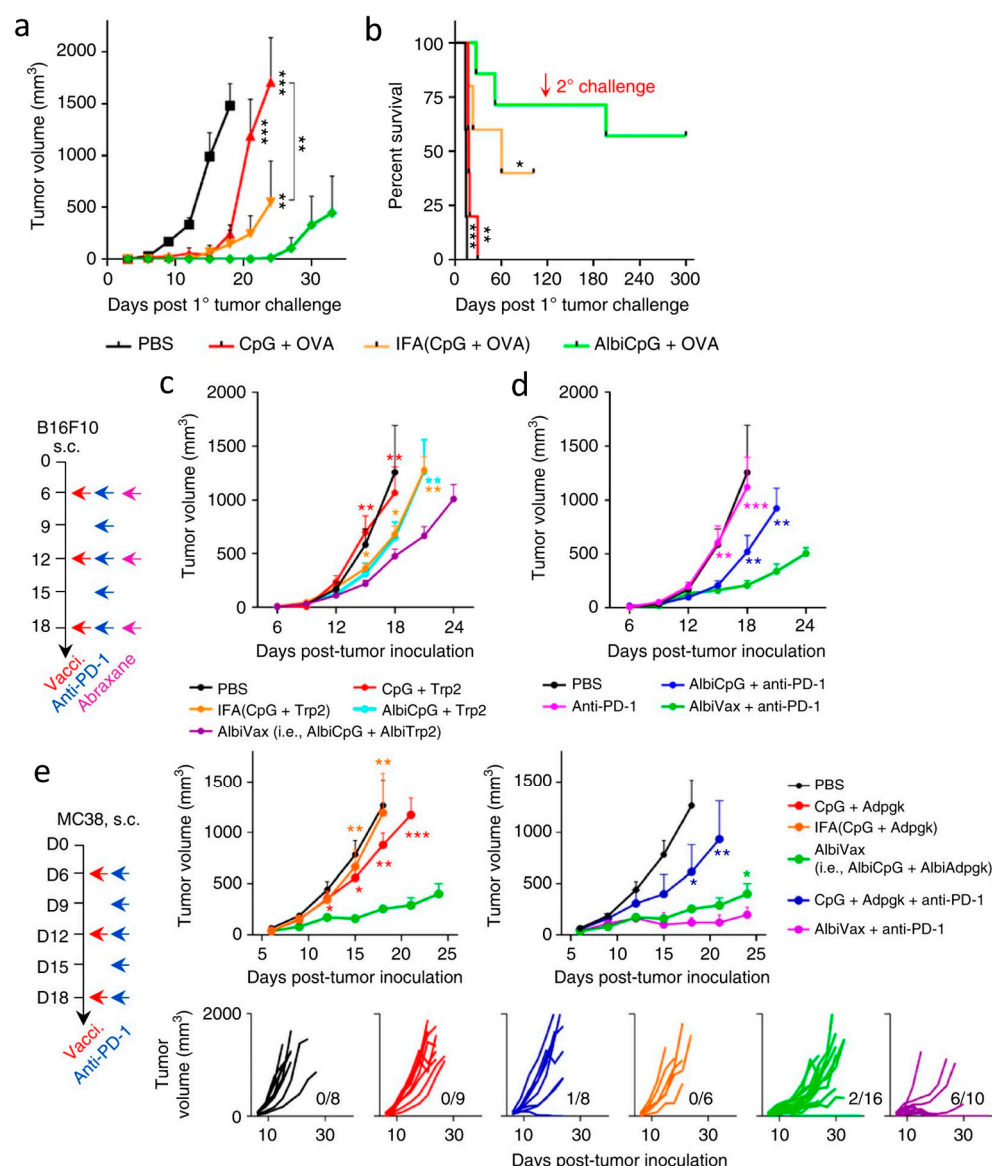 a
Tumor volume (mm³)
2000
1500
1000
500
0
0 10 20 30
Days post 1° tumor challenge
***
***
**
**
b
Percent survival
100
75
50
25
0
0 60 120 180 240 300
Days post 1° tumor challenge
2° challenge
*
***
**
PBS CpG + OVA IFA(CpG + OVA) AlbiCpG + OVA
B16F10
s.c.
0
6
9
12
15
18
Vacci.
Anti-PD-1
Abraxane
c
Tumor volume (mm³)
2000
1500
1000
500
0
6 12 18 24
Days post-tumor inoculation
**
**
*
*
**
**
PBS CpG + Trp2
IFA(CpG + Trp2) AlbiCpG + Trp2
AlbiVax (i.e., AlbiCpG + AlbiTrp2)
d
Tumor volume (mm³)
2000
1500
1000
500
0
6 12 18 24
Days post-tumor inoculation
***
**
**
**
PBS AlbiCpG + anti-PD-1
Anti-PD-1 AlbiVax + anti-PD-1
e
MC38, s.c.
D0
D6
D9
D12
D15
D18
Vacci.
Anti-PD-1
Tumor volume (mm³)
1500
1000
500
0
5 10 15 20 25
Days post-tumor inoculation
**
**
***
**
*
*
Tumor volume (mm³)
1500
1000
500
0
5 10 15 20 25
Days post-tumor inoculation
**
*
*
PBS
CpG + Adpgk
IFA(CpG + Adpgk)
AlbiVax
(i.e., AlbiCpG + AlbiAdpgk)
CpG + Adpgk + anti-PD-1
AlbiVax + anti-PD-1
Tumor
volume (mm³)
2000
0
0/8 0/9 1/8 0/6 2/16 6/10
10 30 10 30 10 30 10 30 10 30 10 30
Days post-tumor inoculation